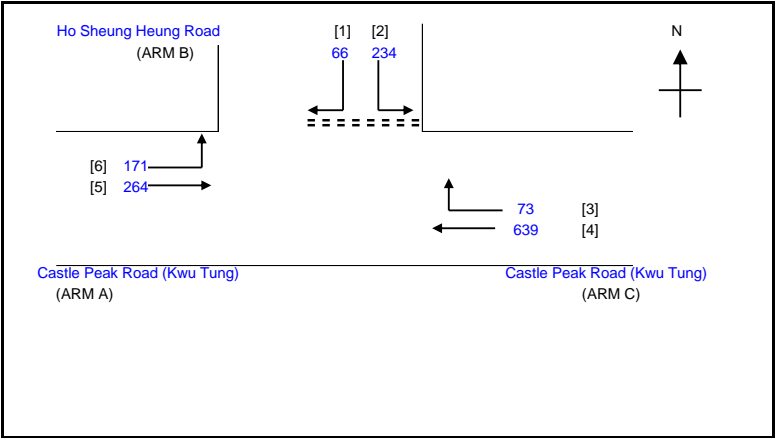 Ho Sheung Heung Road [1] [2] N
(ARM B) 66 234
[6] 171
[5] 264
73 [3]
639 [4]
Castle Peak Road (Kwu Tung) Castle Peak Road (Kwu Tung)
(ARM A) (ARM C)